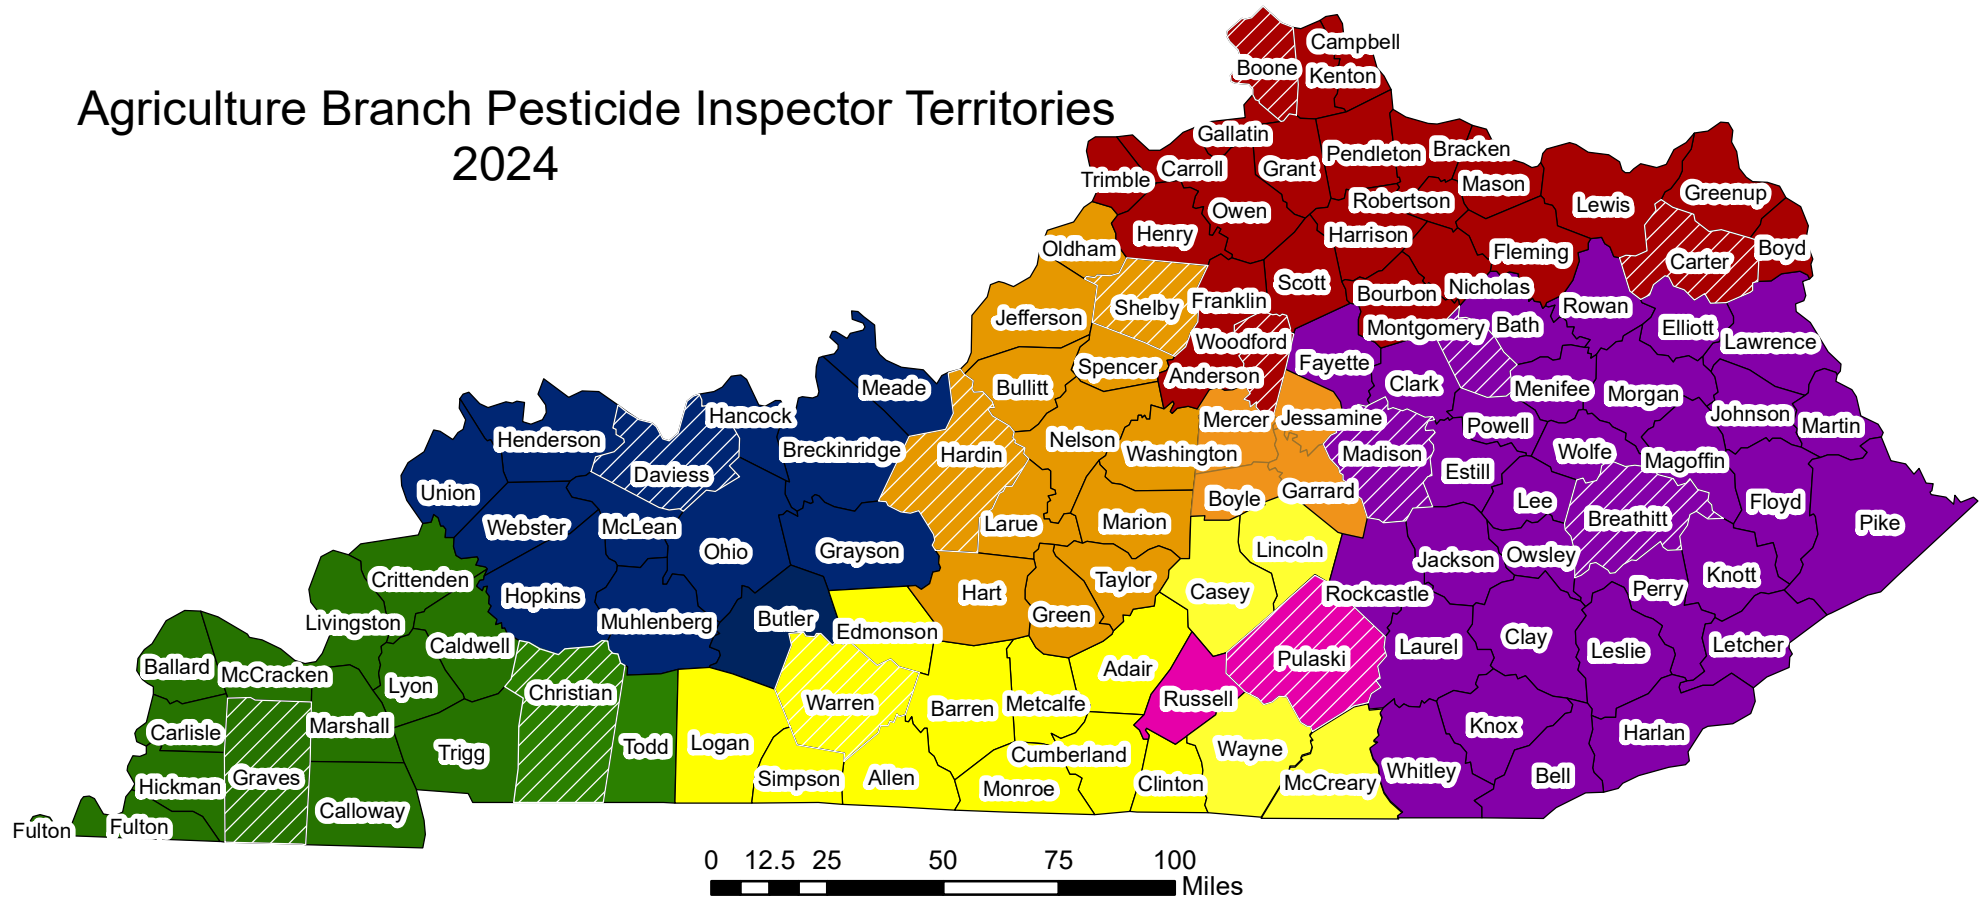 Agriculture Branch Pesticide Inspector Territories
2024
Campbell
Boone
Kenton
Gallatin
Bracken
Pendleton
Carroll
Grant
Trimble
Mason
Robertson
Greenup
Lewis
Owen
Henry
Harrison
Oldham
Fleming
Boyd
Carter
Scott
Nicholas
Bourbon
Franklin
Shelby
Rowan
Jefferson
Montgomery
Bath
Elliott
Woodford
Lawrence
Fayette
Spencer
Anderson
Clark
Meade
Bullitt
Menifee
Morgan
Hancock
Johnson
Mercer
Jessamine
Powell
Martin
Henderson
Nelson
Breckinridge
Washington
Hardin
Madison
Wolfe
Magoffin
Daviess
Estill
Union
Garrard
Boyle
Lee
Floyd
Breathitt
Pike
Larue
Marion
Webster
McLean
Ohio
Grayson
Lincoln
Owsley
Jackson
Knott
Crittenden
Taylor
Perry
Hopkins
Hart
Casey
Rockcastle
Green
Livingston
Muhlenberg
Butler
Edmonson
Clay
Caldwell
Laurel
Letcher
Leslie
Pulaski
Ballard
McCracken
Adair
Lyon
Christian
Russell
Warren
Metcalfe
Barren
Marshall
Knox
Carlisle
Harlan
Logan
Todd
Wayne
Trigg
Cumberland
Whitley
Bell
Graves
Simpson
Allen
McCreary
Clinton
Hickman
Monroe
Calloway
Fulton
Fulton
0 12.5 25 50 75 100
Miles